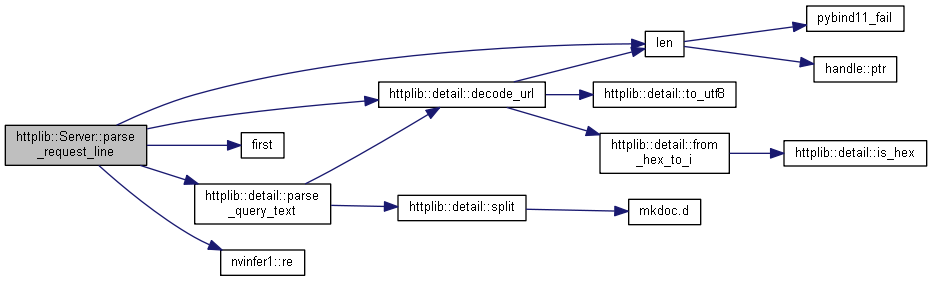 httplib::Server::parse
_request_line
len
httplib::detail::decode_url
first
httplib::detail::parse
_query_text
nvinfer1::re
pybind11_fail
handle::ptr
httplib::detail::to_utf8
httplib::detail::from
_hex_to_i
httplib::detail::is_hex
httplib::detail::split
mkdoc.d